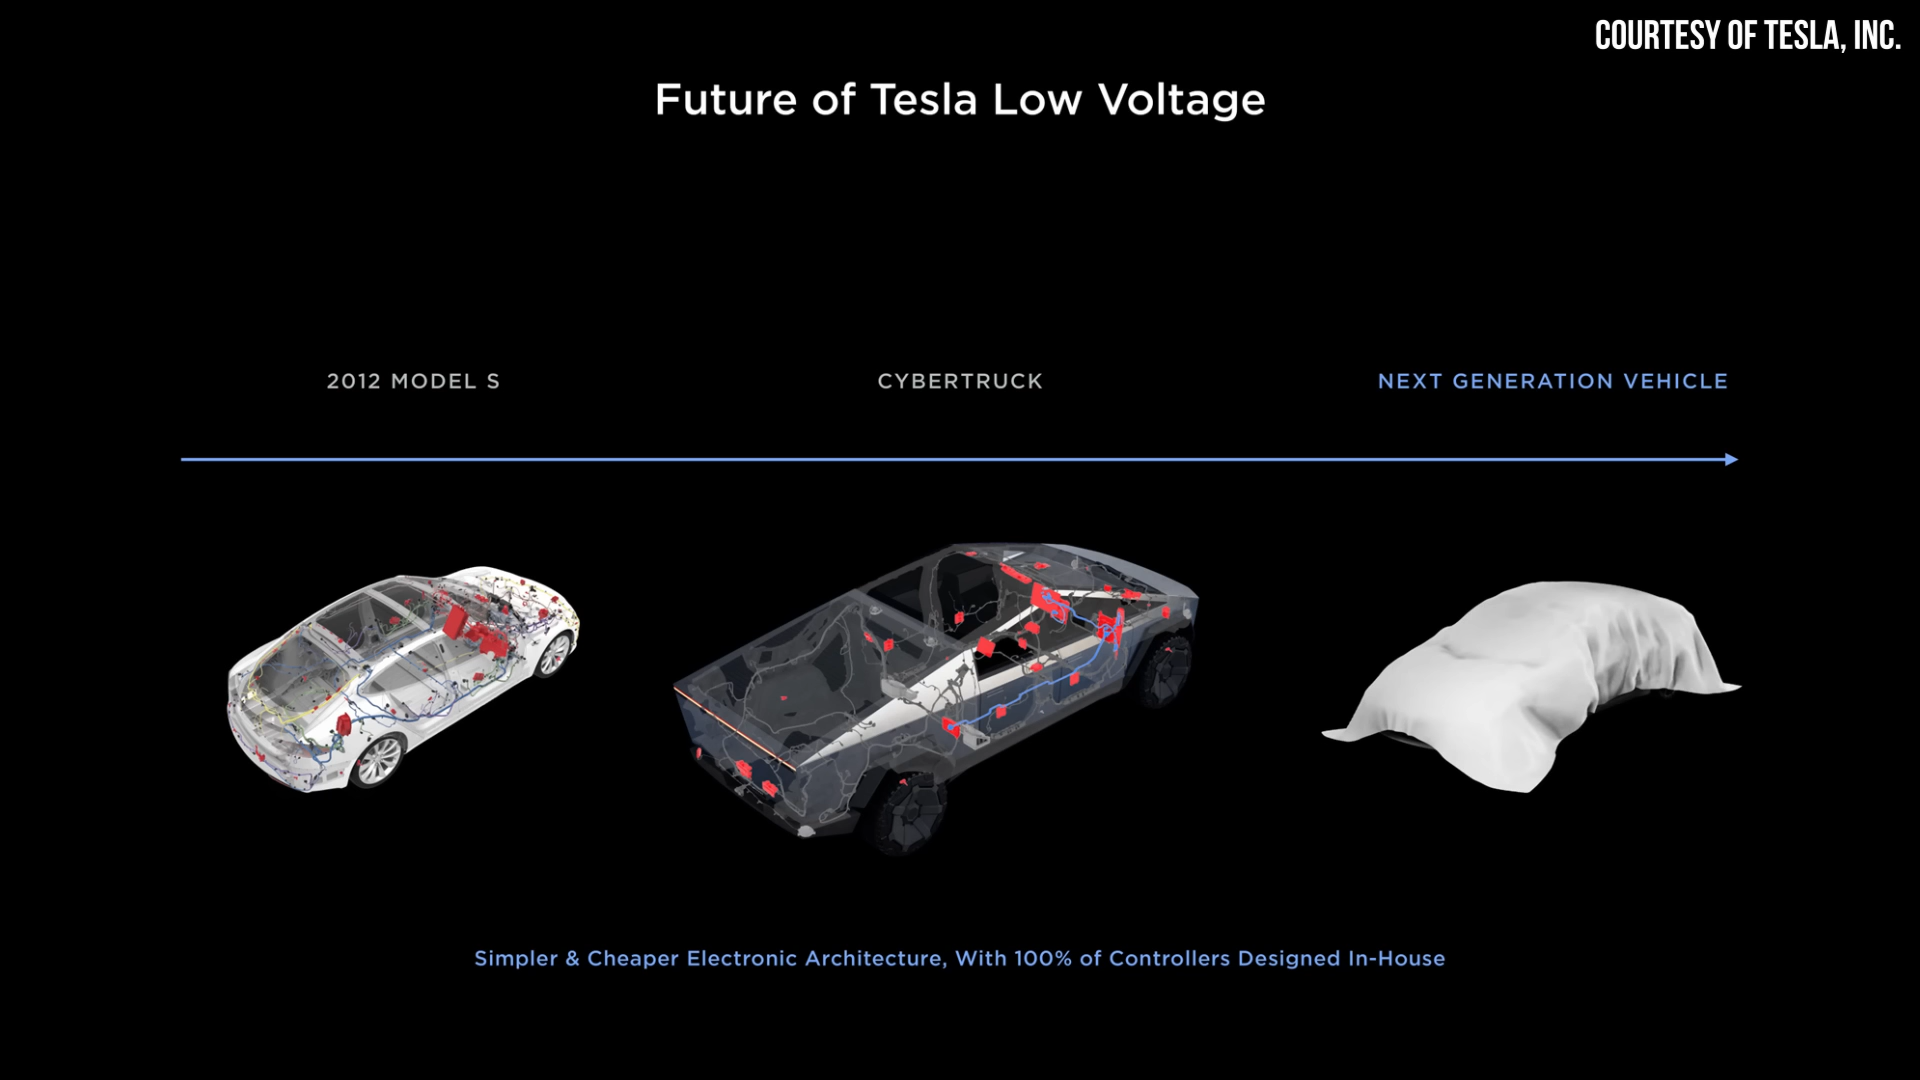 COURTESY OF TESLA, INC.
Future of Tesla Low Voltage
2012 MODEL S
CYBERTRUCK
NEXT GENERATION VEHICLE
Simpler & Cheaper Electronic Architecture, With 100% of Controllers Designed In-House